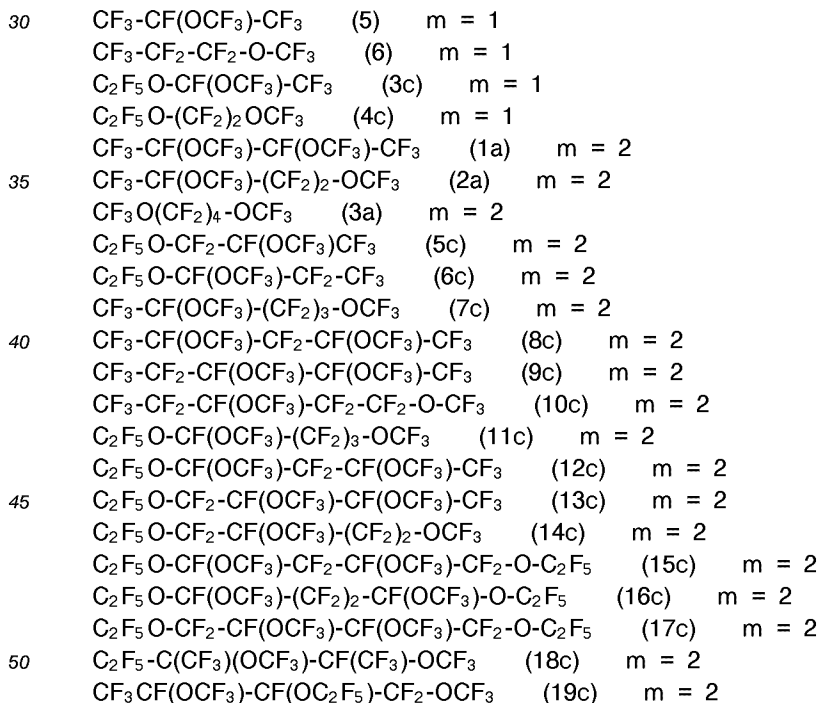 30 CF₃-CF(OCF₃)-CF₃ (5) m = 1
CF₃-CF₂-CF₂-O-CF₃ (6) m = 1
C₂F₅O-CF(OCF₃)-CF₃ (3c) m = 1
C₂F₅O-(CF₂)₂OCF₃ (4c) m = 1
CF₃-CF(OCF₃)-CF(OCF₃)-CF₃ (1a) m = 2
35 CF₃-CF(OCF₃)-(CF₂)₂-OCF₃ (2a) m = 2
CF₃O(CF₂)₄-OCF₃ (3a) m = 2
C₂F₅O-CF₂-CF(OCF₃)CF₃ (5c) m = 2
C₂F₅O-CF(OCF₃)-CF₂-CF₃ (6c) m = 2
CF₃-CF(OCF₃)-(CF₂)₃-OCF₃ (7c) m = 2
40 CF₃-CF(OCF₃)-CF₂-CF(OCF₃)-CF₃ (8c) m = 2
CF₃-CF₂-CF(OCF₃)-CF(OCF₃)-CF₃ (9c) m = 2
CF₃-CF₂-CF(OCF₃)-CF₂-CF₂-O-CF₃ (10c) m = 2
C₂F₅O-CF(OCF₃)-(CF₂)₃-OCF₃ (11c) m = 2
C₂F₅O-CF(OCF₃)-CF₂-CF(OCF₃)-CF₃ (12c) m = 2
45 C₂F₅O-CF₂-CF(OCF₃)-CF(OCF₃)-CF₃ (13c) m = 2
C₂F₅O-CF₂-CF(OCF₃)-(CF₂)₂-OCF₃ (14c) m = 2
C₂F₅O-CF(OCF₃)-CF₂-CF(OCF₃)-CF₂-O-C₂F₅ (15c) m = 2
C₂F₅O-CF(OCF₃)-(CF₂)₂-CF(OCF₃)-O-C₂F₅ (16c) m = 2
C₂F₅O-CF₂-CF(OCF₃)-CF(OCF₃)-CF₂-O-C₂F₅ (17c) m = 2
50 C₂F₅-C(CF₃)(OCF₃)-CF(CF₃)-OCF₃ (18c) m = 2
CF₃CF(OCF₃)-CF(OC₂F₅)-CF₂-OCF₃ (19c) m = 2